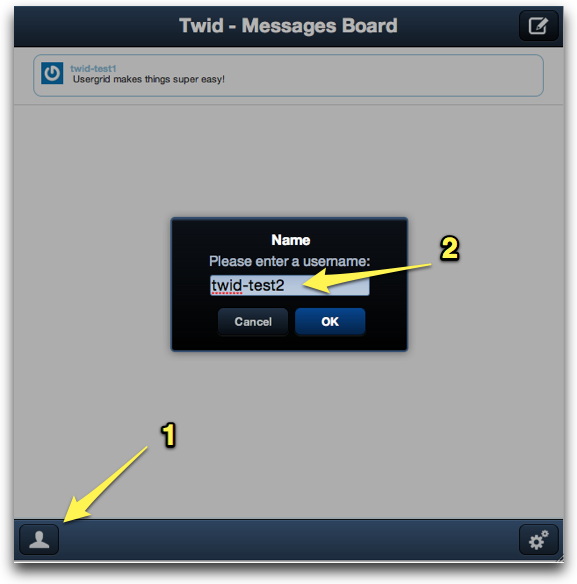 Twid - Messages Board
twid-test1
Usergrid makes things super easy!
Name
Please enter a username:
twid-test2
Cancel
OK
2
1